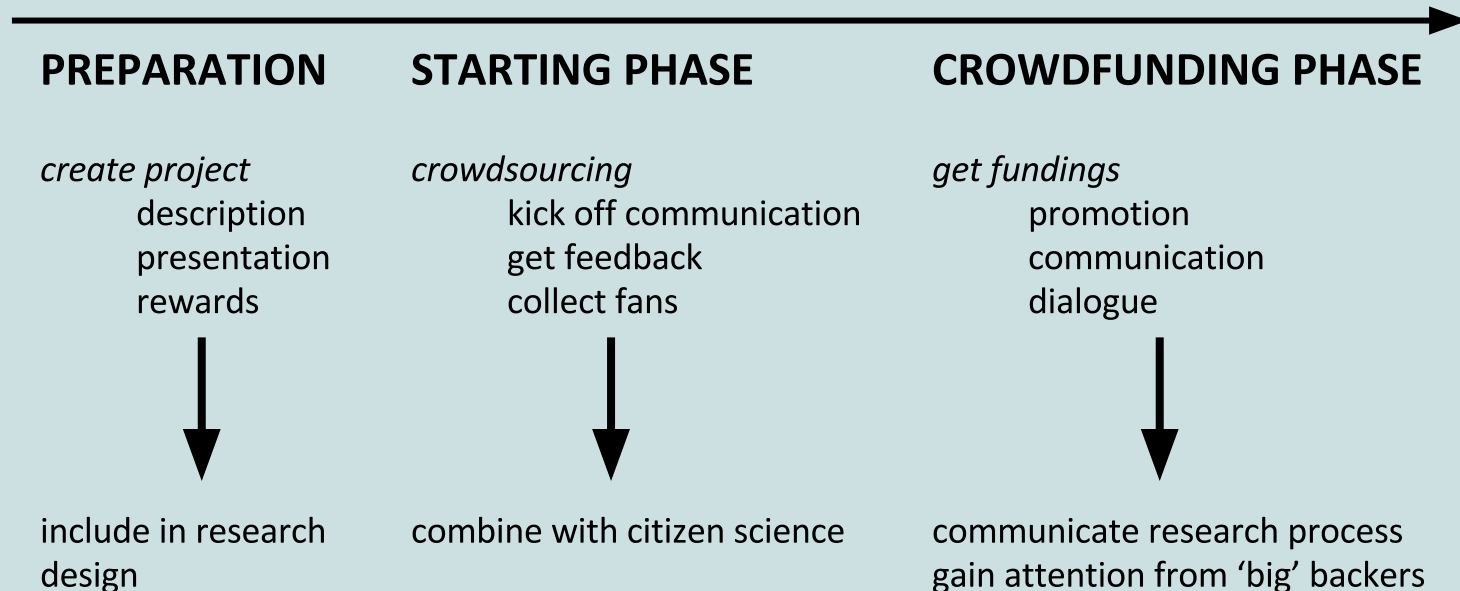 PREPARATION
create project
description
presentation
rewards
include in research
design
STARTING PHASE
crowdsourcing
kick off communication
get feedback
collect fans
combine with citizen science
CROWDFUNDING PHASE
get fundings
promotion
communication
dialogue
communicate research process
gain attention from ‘big’ backers